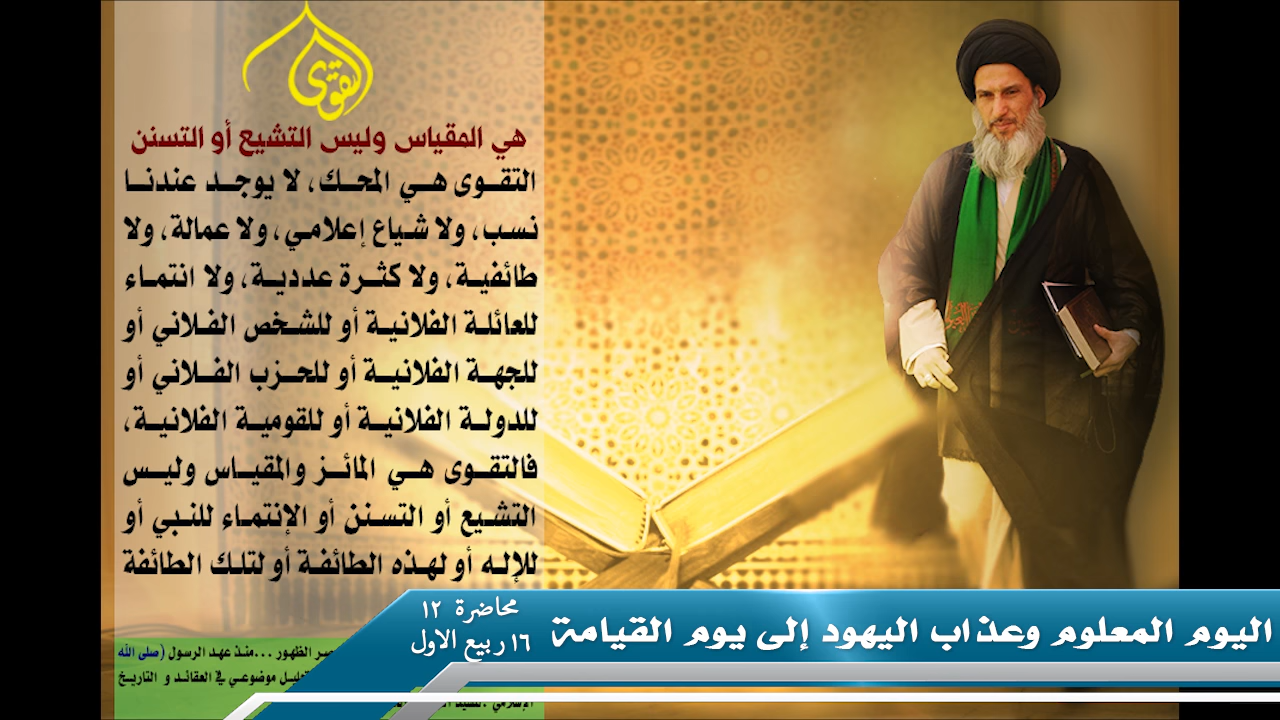 التقوى
هي المقياس وليس التشيع أو التسنن
التقوى هي المحك، لا يوجد عندنا
نسب، ولا شياع إعلامي، ولا عمالة، ولا
طائفية، ولا كثرة عددية، ولا انتماء
للعائلة الفلانية أو للشخص الفلاني أو
للجهة الفلانية أو للحزب الفلاني أو
للدولة الفلانية أو للقومية الفلانية،
فالتقوى هي المائز والمقياس وليس
التشيع أو التسنن أو الإنتماء للنبي أو
للإله أو لهذه الطائفة أو لتلك الطائفة
الظهور ...منذ عهد الرسول (صلى الله
موضوعي في العقائد و التاريخ
الإسلامي
محاضرة ١٢
١٦ ربيع الاول
اليوم المعلوم وعذاب اليهود إلى يوم القيامة